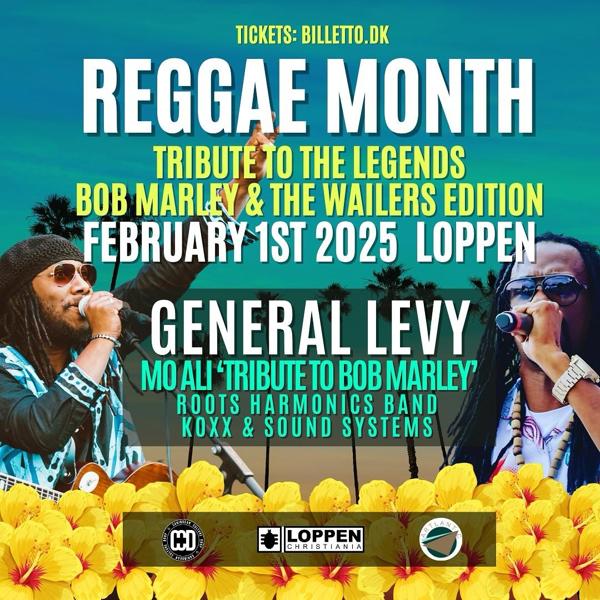 TICKETS: BILLETTO.DK
REGGAE MONTH
TRIBUTE TO THE LEGENDS
BOB MARLEY & THE WAILERS EDITION
FEBRUARY 1ST 2025 LOPPEN
GENERAL LEVY
MO ALI 'TRIBUTE TO BOB MARLEY'
ROOTS HARMONICS BAND
KOXX & SOUND SYSTEMS
LOPPEN
CHRISTIANIA